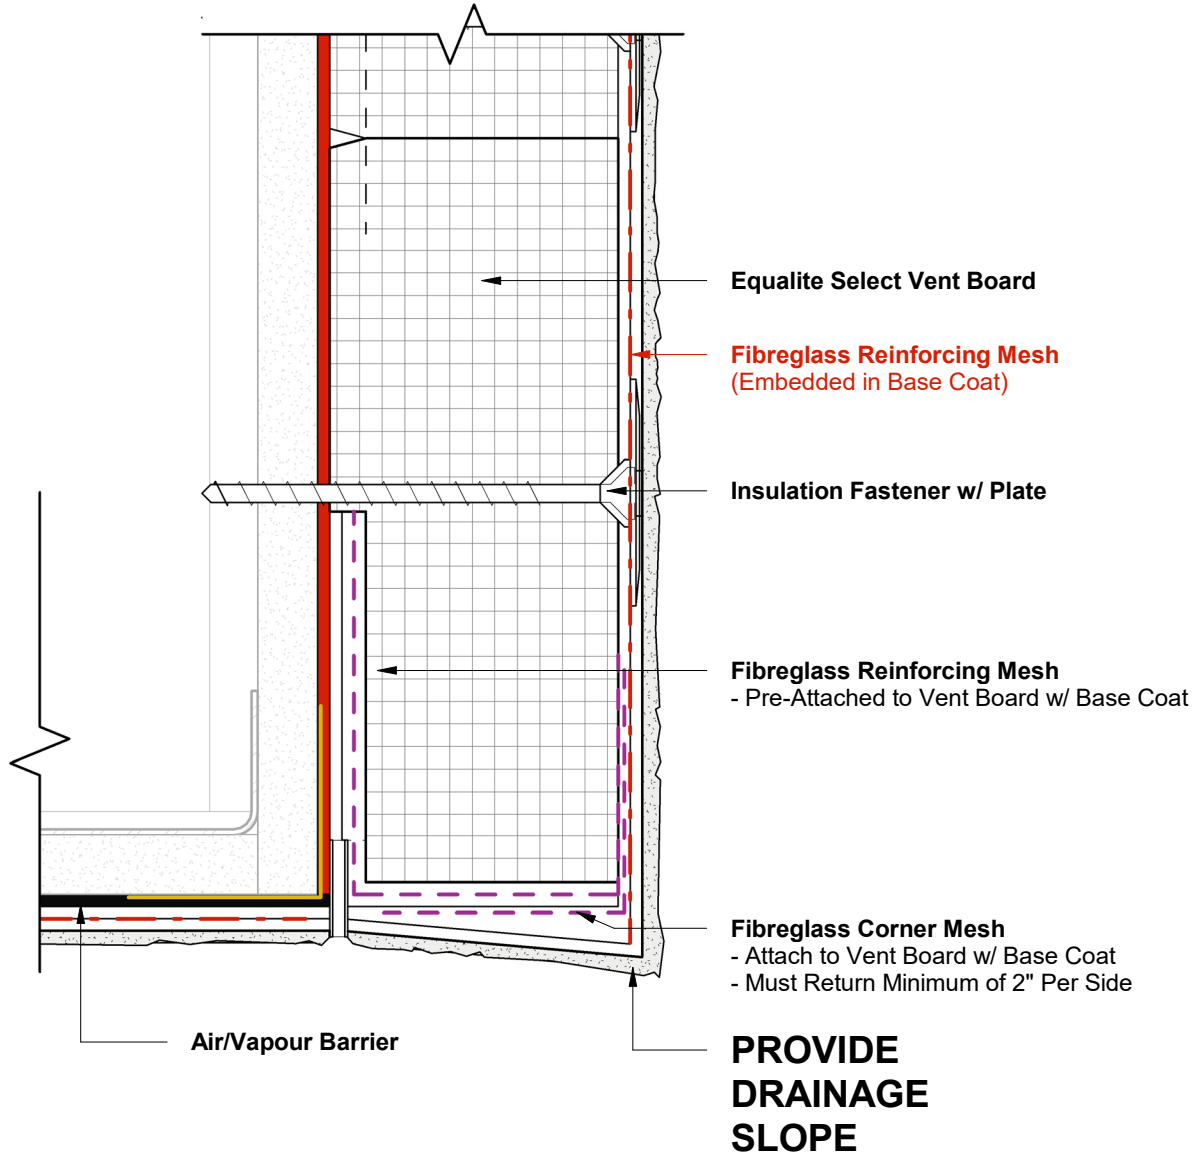 Equalite Select Vent Board
Fibreglass Reinforcing Mesh
(Embedded in Base Coat)
Insulation Fastener w/ Plate
Fibreglass Reinforcing Mesh
- Pre-Attached to Vent Board w/ Base Coat
Fibreglass Corner Mesh
- Attach to Vent Board w/ Base Coat
- Must Return Minimum of 2" Per Side
Air/Vapour Barrier
PROVIDE
DRAINAGE
SLOPE